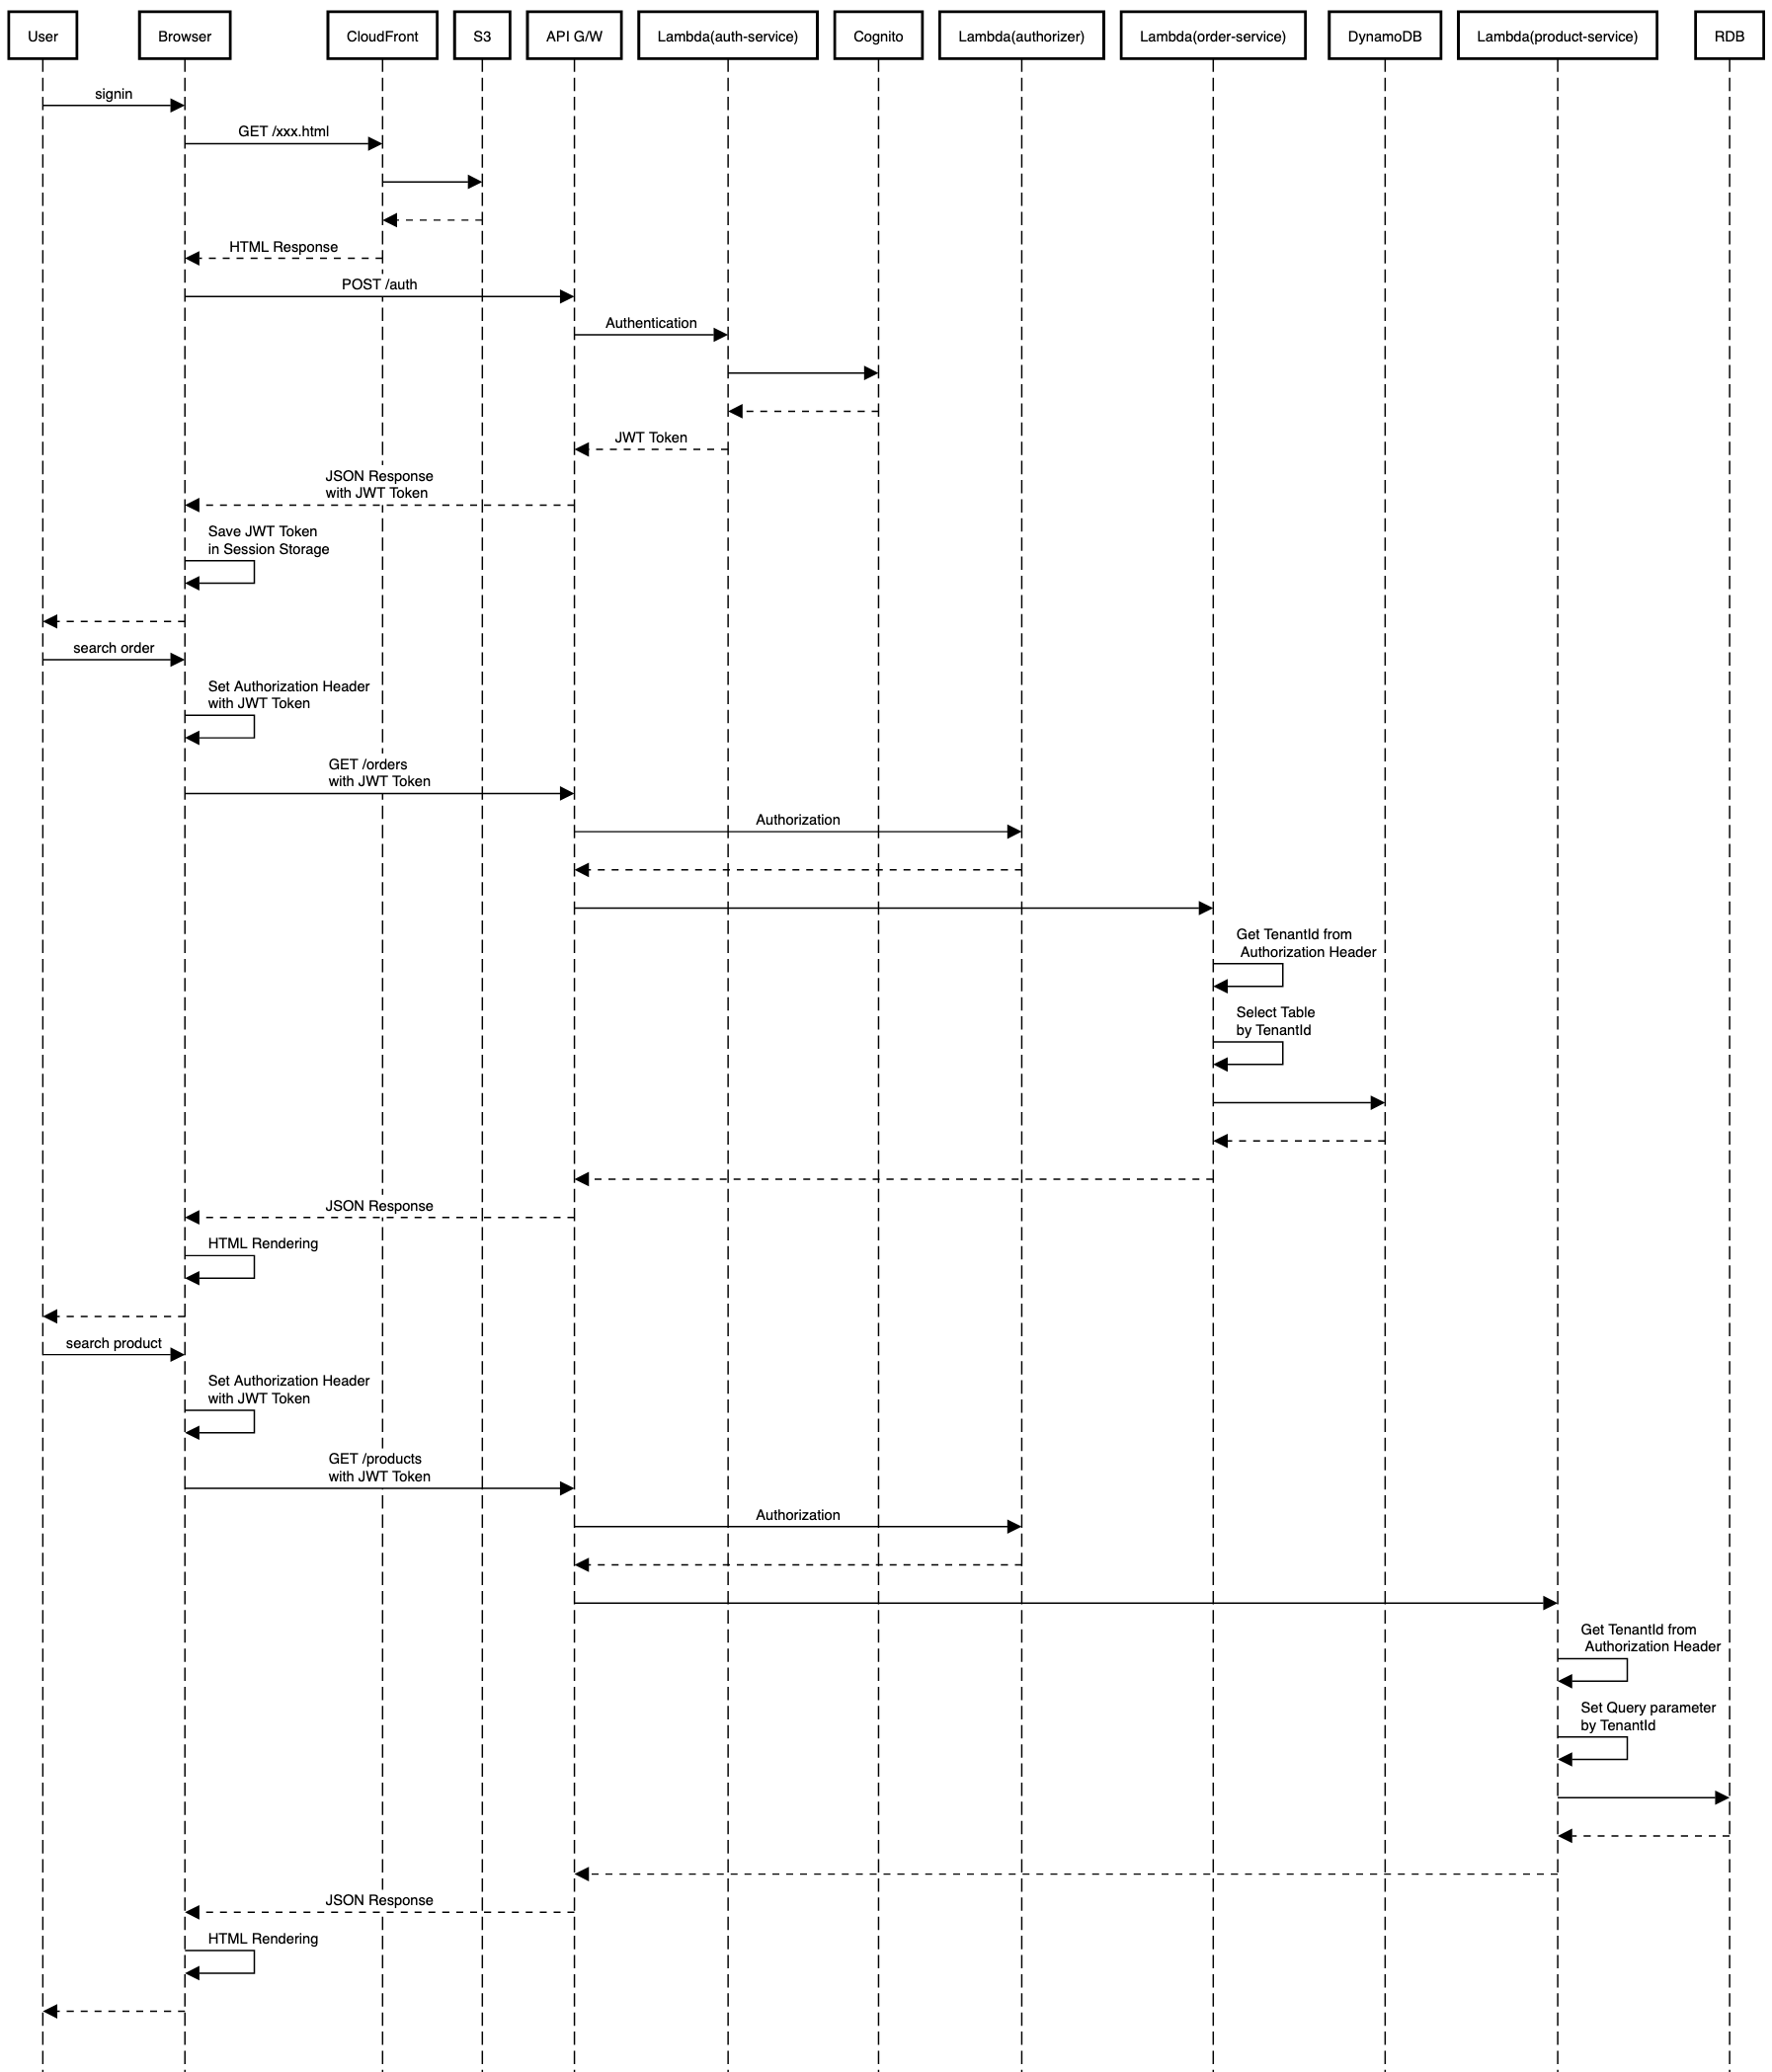 User
Browser
CloudFront
S3
API G/W
Lambda(auth-service)
Cognito
Lambda(authorizer)
Lambda(order-service)
DynamoDB
Lambda(product-service)
RDB
signin
GET /xxx.html
HTML Response
POST /auth
Authentication
JWT Token
JSON Response
with JWT Token
Save JWT Token
in Session Storage
search order
Set Authorization Header
with JWT Token
GET /orders
with JWT Token
Authorization
Get TenantId from
Authorization Header
Select Table
by TenantId
JSON Response
HTML Rendering
search product
Set Authorization Header
with JWT Token
GET /products
with JWT Token
Authorization
Get TenantId from
Authorization Header
Set Query parameter
by TenantId
JSON Response
HTML Rendering